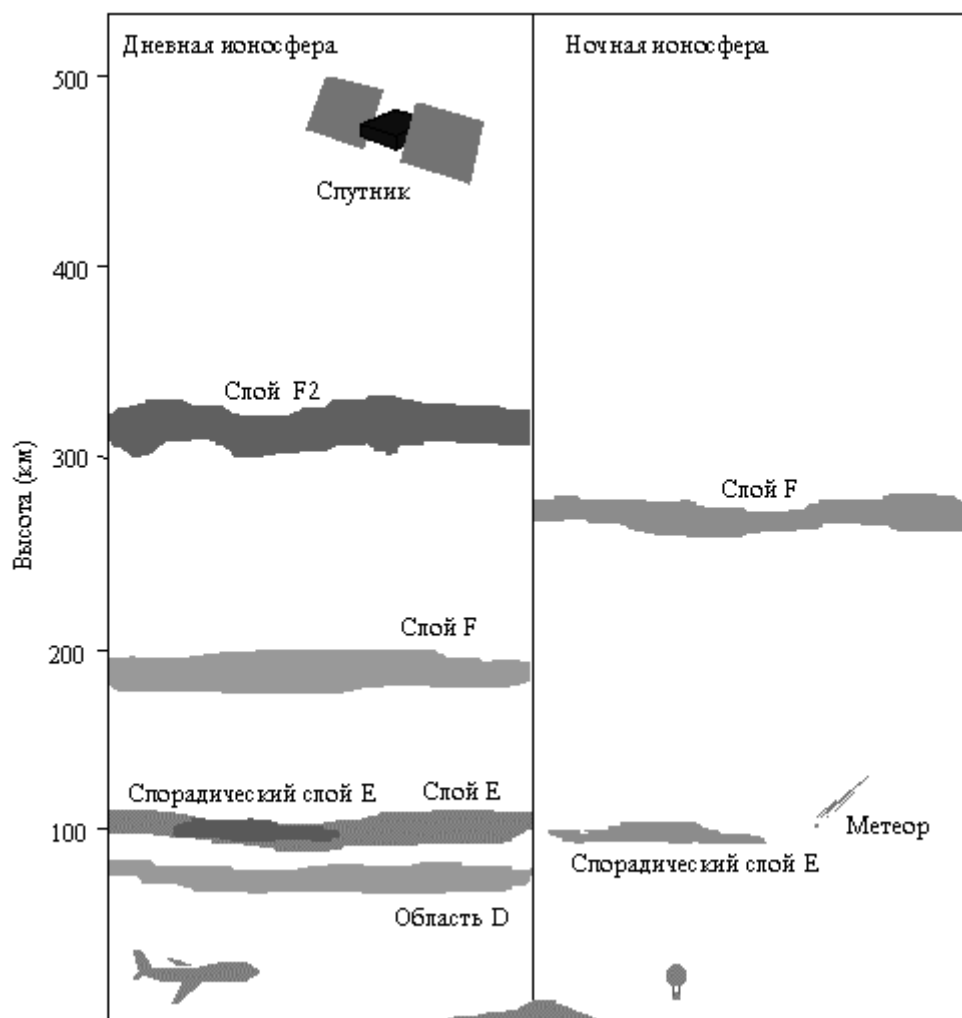 Дневная ионосфера
Ночная ионосфера
500
Спутник
400
Слой F2
Высота (км)
300
Слой F
Слой F
200
Спорадический слой E
Слой E
100
Метеор
Спорадический слой E
Область D